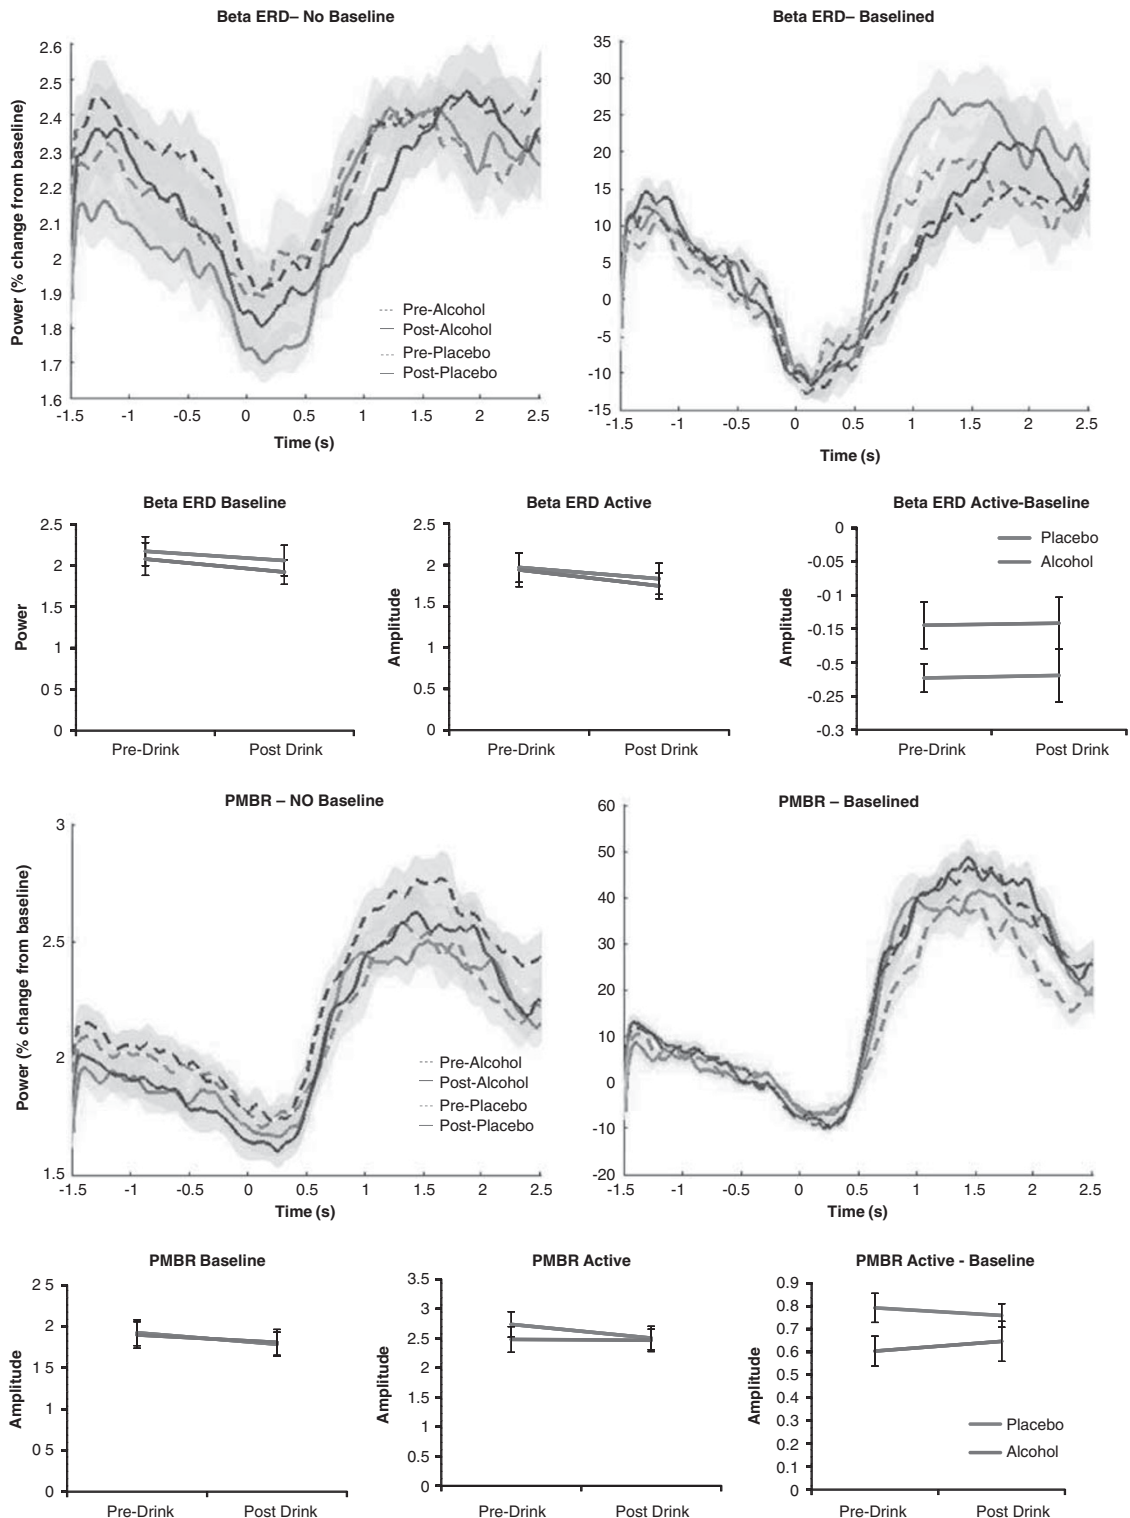 Beta ERD– No Baseline
Power (% change from baseline)
2.6
2.5
2.4
2.3
2.2
2.1
2
1.9
1.8
1.7
1.6
-1.5 -1 -0.5 0 0.5 1 1.5 2 2.5
Time (s)
Pre-Alcohol
Post-Alcohol
Pre-Placebo
Post-Placebo
Beta ERD– Baselined
35
30
25
20
15
10
5
0
-5
-10
-15
-1.5 -1 -0.5 0 0.5 1 1.5 2 2.5
Time (s)
Beta ERD Baseline
Power
2.5
2
1.5
1
0 5
0
Pre-Drink Post Drink
Beta ERD Active
Amplitude
2.5
2
1.5
1
0.5
0
Pre-Drink Post Drink
Beta ERD Active-Baseline
Amplitude
0
-0.05
-0 1
-0.15
-0.5
-0.25
-0.3
Placebo
Alcohol
Pre-Drink Post Drink
PMBR – NO Baseline
Power (% change from baseline)
3
2.5
2
1.5
-1.5 -1 -0.5 0 0.5 1 1.5 2 2.5
Time (s)
Pre-Alcohol
Post-Alcohol
Pre-Placebo
Post-Placebo
PMBR – Baselined
60
50
40
30
20
10
0
-10
-20
-1.5 -1 -0.5 0 0.5 1 1.5 2 2.5
Time (s)
PMBR Baseline
Amplitude
2 5
2
1.5
1
0 5
0
Pre-Drink Post Drink
PMBR Active
Amplitude
3.5
3
2.5
2
1.5
1
0.5
0
Pre-Drink Post Drink
PMBR Active - Baseline
Amplitude
0.9
0.8
0.7
0.6
0.5
0.4
0.3
0.2
0.1
0
Placebo
Alcohol
Pre-Drink Post Drink